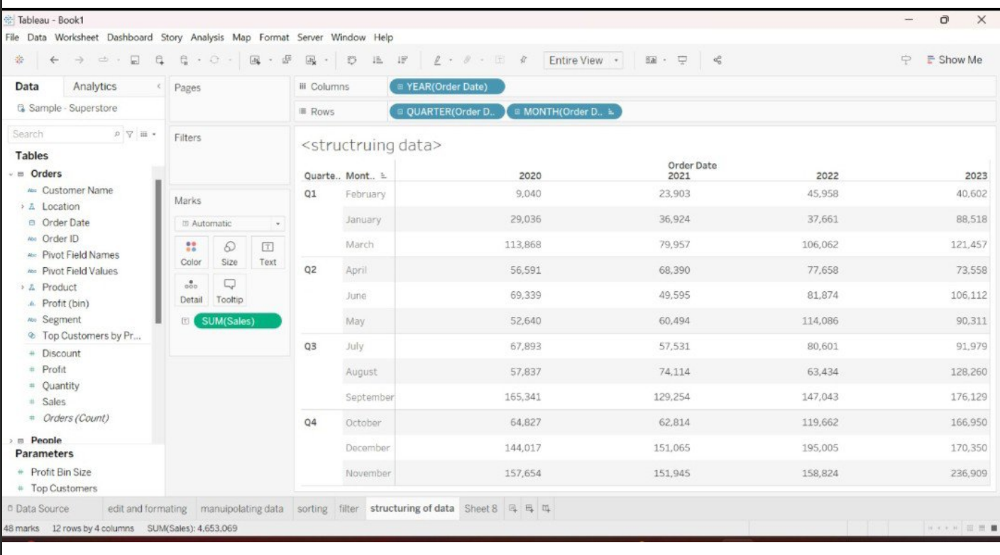 Tableau - Book1
File Data Worksheet Dashboard Story Analysis Map Format Server Window Help
Entire View
Show Me
Data Analytics
Sample - Superstore
Search
Tables
Orders
Abc Customer Name
Location
Order Date
Abc Order ID
Abc Pivot Field Names
Abc Pivot Field Values
Product
Profit (bin)
Abc Segment
Top Customers by Pr...
# Discount
# Profit
# Quantity
# Sales
# Orders (Count)
People
Parameters
# Profit Bin Size
# Top Customers
Pages
Filters
Marks
Automatic
Color Size Text
Detail Tooltip
SUM(Sales)
Columns YEAR(Order Date)
Rows QUARTER(Order D.. MONTH(Order D..
<structruing data>
Order Date
Quarte.. Mont.. 2020 2021 2022 2023
Q1 February 9,040 23,903 45,958 40,602
January 29,036 36,924 37,661 88,518
March 113,868 79,957 106,062 121,457
Q2 April 56,591 68,390 77,658 73,558
June 69,339 49,595 81,874 106,112
May 52,640 60,494 114,086 90,311
Q3 July 67,893 57,531 80,601 91,979
August 57,837 74,114 63,434 128,260
September 165,341 129,254 147,043 176,129
Q4 October 64,827 62,814 119,662 166,950
December 144,017 151,065 195,005 170,350
November 157,654 151,945 158,824 236,909
Data Source edit and formating manuipolating data sorting filter structuring of data Sheet 8
48 marks 12 rows by 4 columns SUM(Sales): 4,653,069